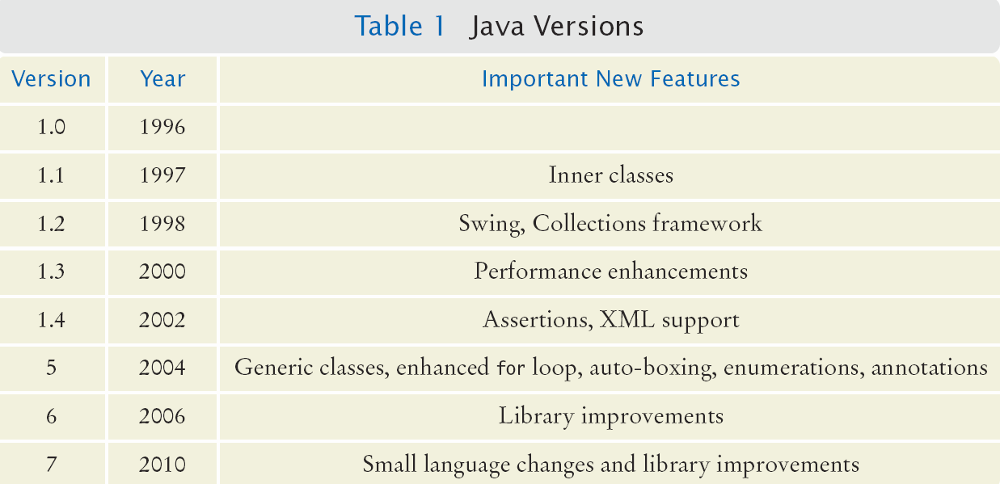 Table 1 Java Versions
Version Year Important New Features
1.0 1996
1.1 1997 Inner classes
1.2 1998 Swing, Collections framework
1.3 2000 Performance enhancements
1.4 2002 Assertions, XML support
5 2004 Generic classes, enhanced for loop, auto-boxing, enumerations, annotations
6 2006 Library improvements
7 2010 Small language changes and library improvements